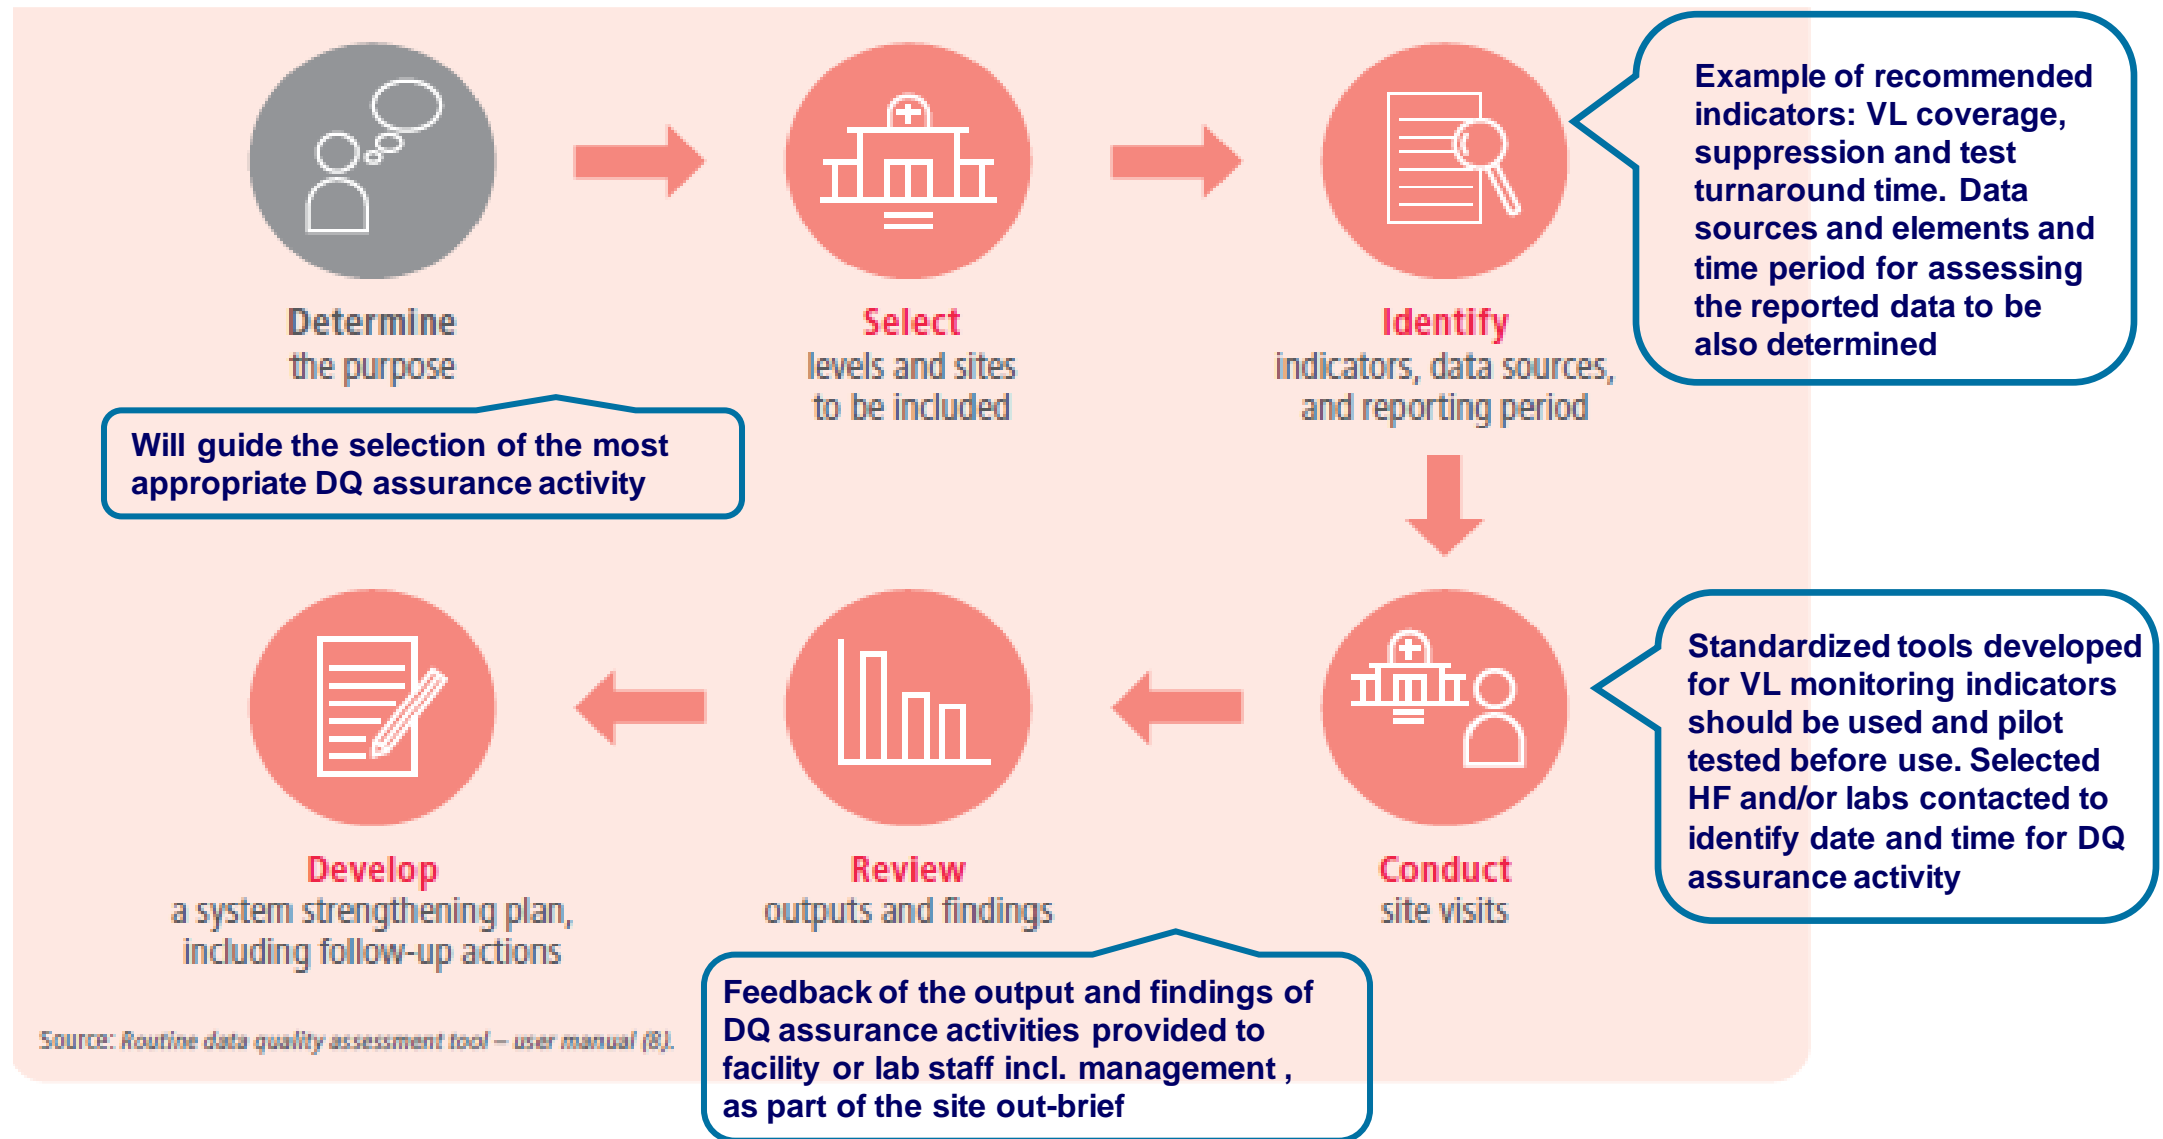 Determine
the purpose
Will guide the selection of the most
appropriate DQ assurance activity
Select
levels and sites
to be included
Identify
indicators, data sources,
and reporting period
Example of recommended
indicators: VL coverage,
suppression and test
turnaround time. Data
sources and elements and
time period for assessing
the reported data to be
also determined
Conduct
site visits
Standardized tools developed
for VL monitoring indicators
should be used and pilot
tested before use. Selected
HF and/or labs contacted to
identify date and time for DQ
assurance activity
Review
outputs and findings
Feedback of the output and findings of
DQ assurance activities provided to
facility or lab staff incl. management ,
as part of the site out-brief
Develop
a system strengthening plan,
including follow-up actions
Source: Routine data quality assessment tool – user manual (8).